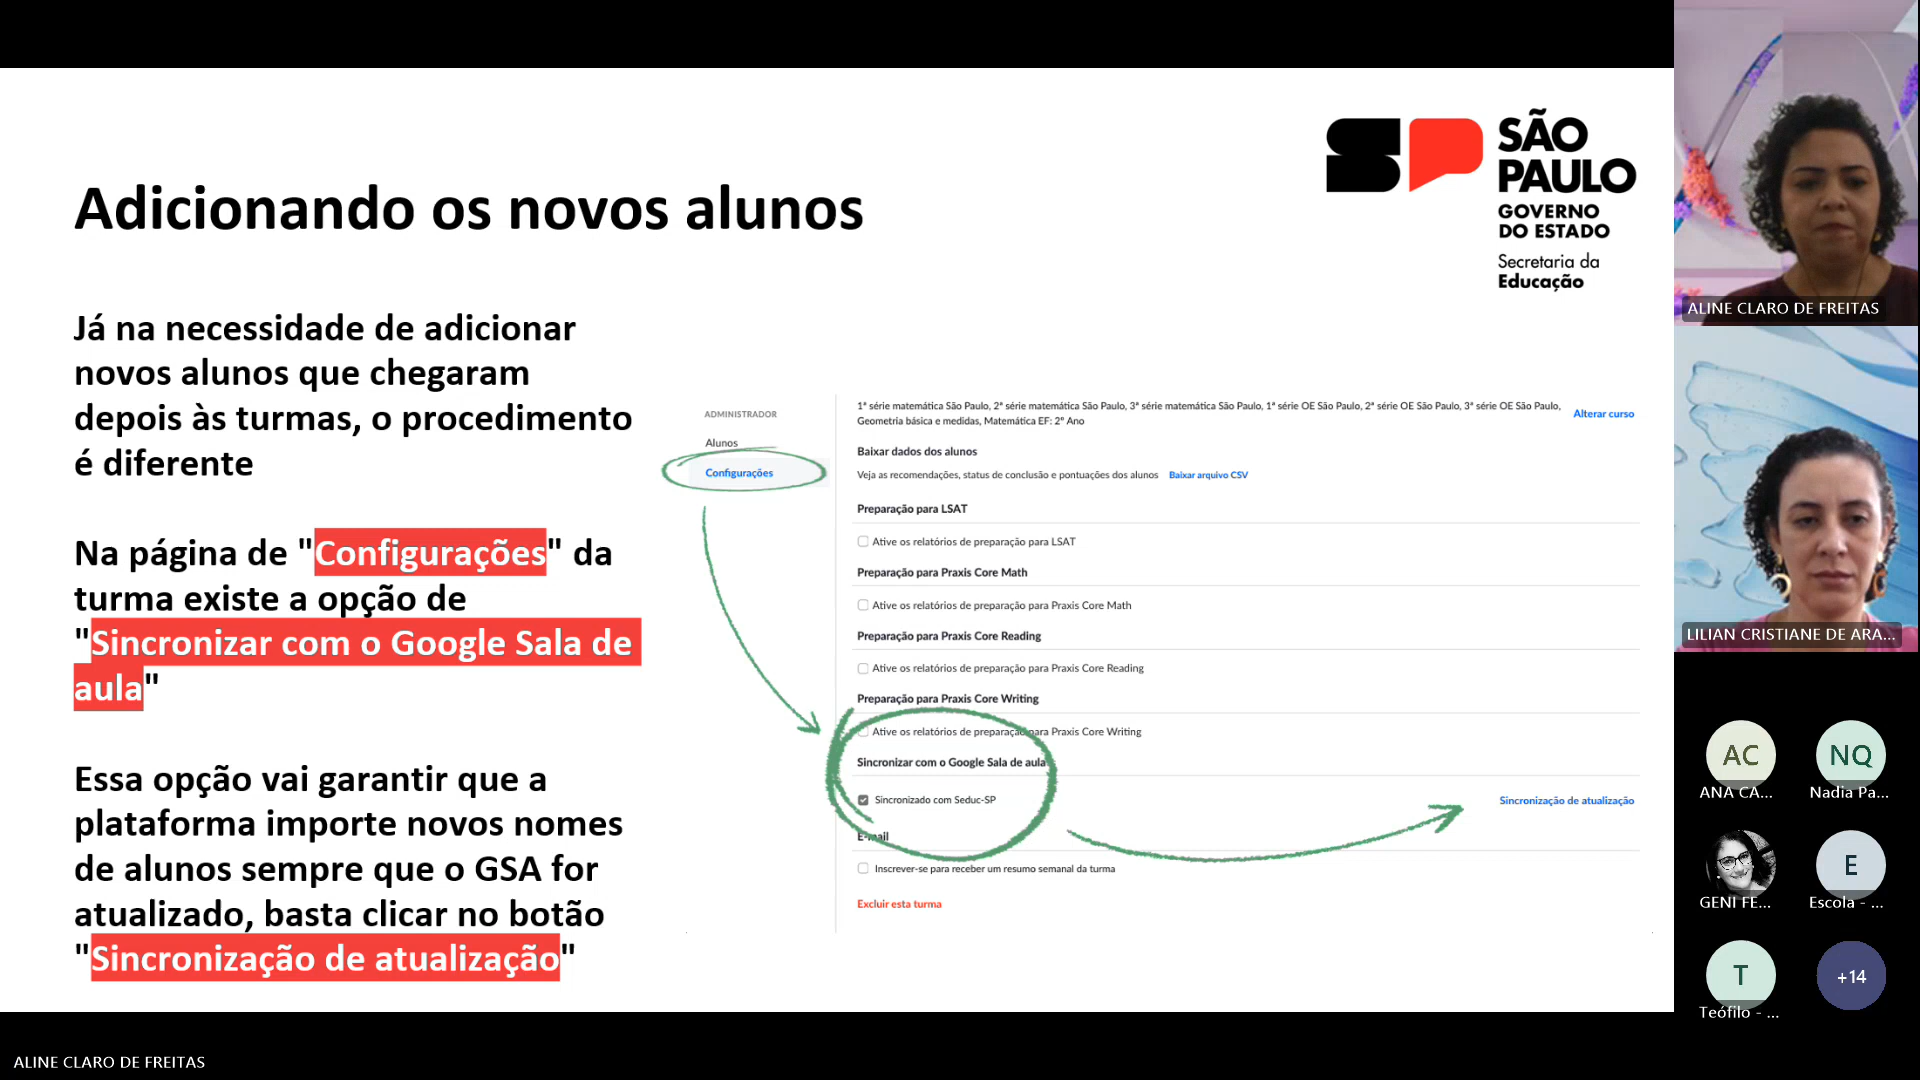 SÃO
PAULO
GOVERNO
DO ESTADO
Secretaria da
Educação
Adicionando os novos alunos
Já na necessidade de adicionar
novos alunos que chegaram
depois às turmas, o procedimento
é diferente
Na página de "Configurações" da
turma existe a opção de
"Sincronizar com o Google Sala de
aula"
Essa opção vai garantir que a
plataforma importe novos nomes
de alunos sempre que o GSA for
atualizado, basta clicar no botão
"Sincronização de atualização"
ADMINISTRADOR
Alunos
Configurações
1ª série matemática São Paulo, 2ª série matemática São Paulo, 3ª série matemática São Paulo, 1ª série OE São Paulo, 2ª série OE São Paulo, 3ª série OE São Paulo,
Geometria básica e medidas, Matemática EF: 2º Ano
Alterar curso
Baixar dados dos alunos
Veja as recomendações, status de conclusão e pontuações dos alunos Baixar arquivo CSV
Preparação para LSAT
Ative os relatórios de preparação para LSAT
Preparação para Praxis Core Math
Ative os relatórios de preparação para Praxis Core Math
Preparação para Praxis Core Reading
Ative os relatórios de preparação para Praxis Core Reading
Preparação para Praxis Core Writing
Ative os relatórios de preparação para Praxis Core Writing
Sincronizar com o Google Sala de aula
Sincronizado com Seduc-SP
Sincronização de atualização
E-mail
Inscrever-se para receber um resumo semanal da turma
Excluir esta turma
ALINE CLARO DE FREITAS
LILIAN CRISTIANE DE ARA...
AC
ANA CA...
NQ
Nadia Pa...
GENI FE...
E
Escola - ...
T
Teófilo - ...
+14
ALINE CLARO DE FREITAS